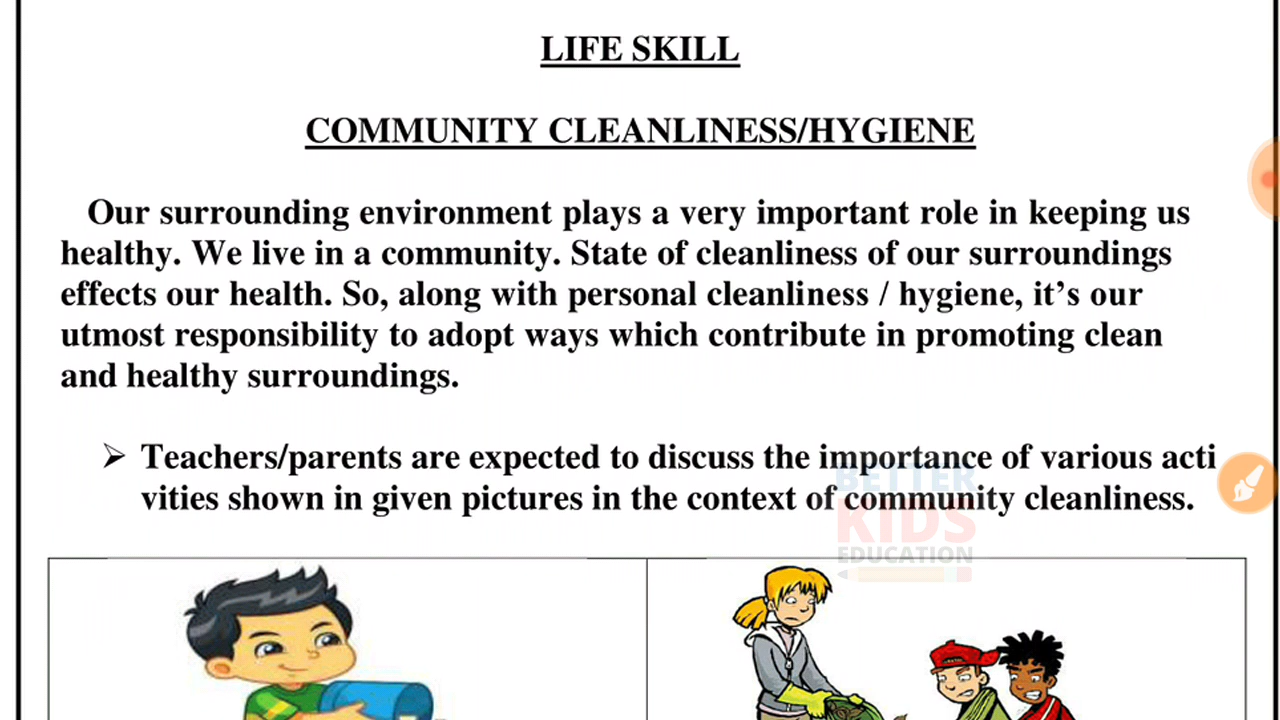 LIFE SKILL
COMMUNITY CLEANLINESS/HYGIENE
Our surrounding environment plays a very important role in keeping us
healthy. We live in a community. State of cleanliness of our surroundings
effects our health. So, along with personal cleanliness / hygiene, it's our
utmost responsibility to adopt ways which contribute in promoting clean
and healthy surroundings.
➢ Teachers/parents are expected to discuss the importance of various acti
vities shown in given pictures in the context of community cleanliness.
BETTER
KIDS
EDUCATION